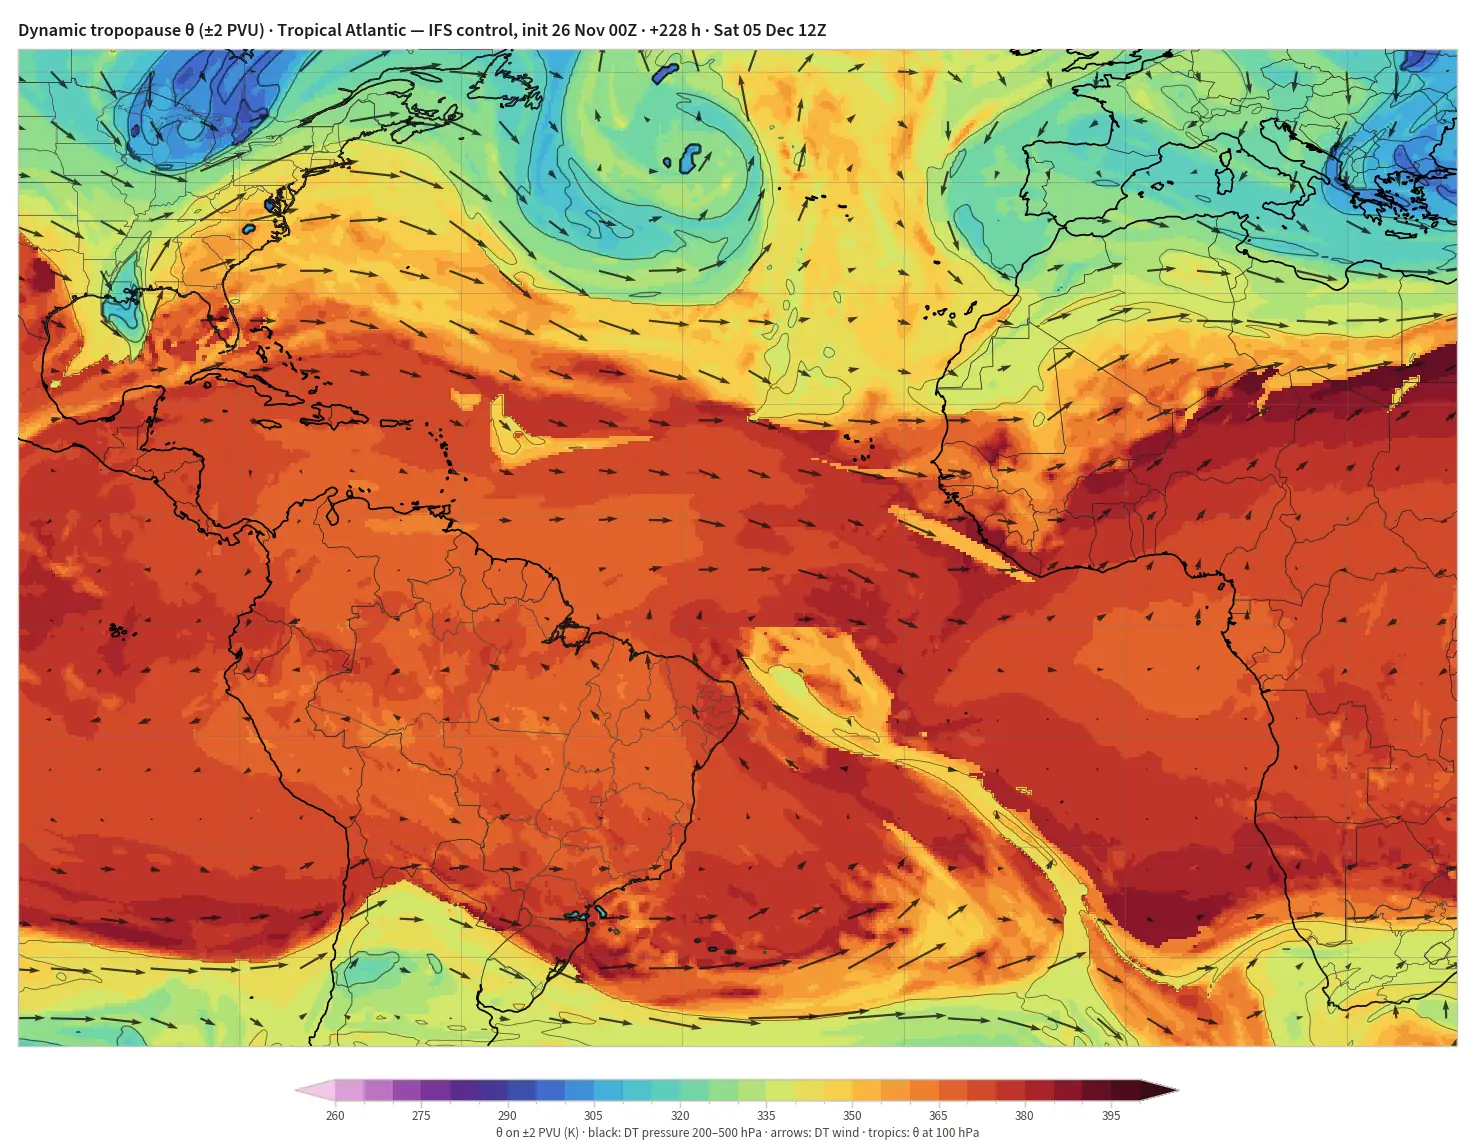 Dynamic tropopause θ (±2 PVU) · Tropical Atlantic — IFS control, init 26 Nov 00Z · +228 h · Sat 05 Dec 12Z
260 275 290 305 320 335 350 365 380 395
θ on ±2 PVU (K) · black: DT pressure 200–500 hPa · arrows: DT wind · tropics: θ at 100 hPa